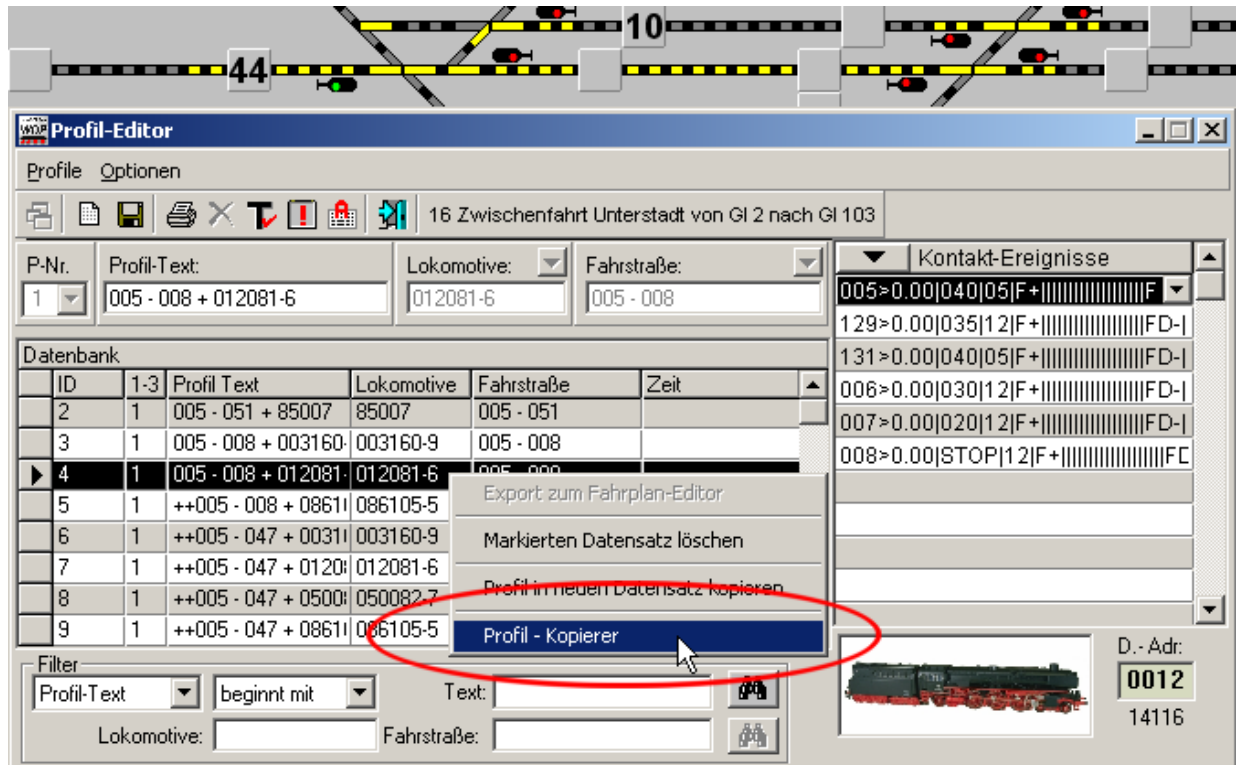 10
44
Profil-Editor
Profile Optionen
16 Zwischenfahrt Unterstadt von Gl 2 nach Gl 103
P-Nr. Profil-Text: Lokomotive: Fahrstraße:
1 005 - 008 + 012081-6 012081-6 005 - 008
Kontakt-Ereignisse
005>0.00|040|05|F+||||||||||||||||||F
129>0.00|035|12|F+||||||||||||||||||FD-|
131>0.00|040|05|F+||||||||||||||||||FD-|
006>0.00|030|12|F+||||||||||||||||||FD-|
007>0.00|020|12|F+||||||||||||||||||FD-|
008>0.00|STOP|12|F+||||||||||||||||||FD
Datenbank
ID 1-3 Profil Text Lokomotive Fahrstraße Zeit
2 1 005 - 051 + 85007 85007 005 - 051
3 1 005 - 008 + 003160- 003160-9 005 - 008
4 1 005 - 008 + 012081- 012081-6
5 1 ++005 - 008 + 0861 086105-5
6 1 ++005 - 047 + 0031 003160-9
7 1 ++005 - 047 + 0120 012081-6
8 1 ++005 - 047 + 0500 050082-7
9 1 ++005 - 047 + 0861 086105-5
Export zum Fahrplan-Editor
Markierten Datensatz löschen
Profil in neuen Datensatz kopieren
Profil - Kopierer
Filter
Profil-Text beginnt mit Text:
Lokomotive: Fahrstraße:
D.- Adr:
0012
14116